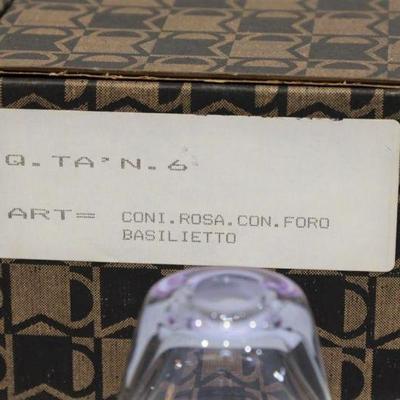 Q.TA'N.6
ART= CONI.ROSA.CON.FORO
BASILIETTO